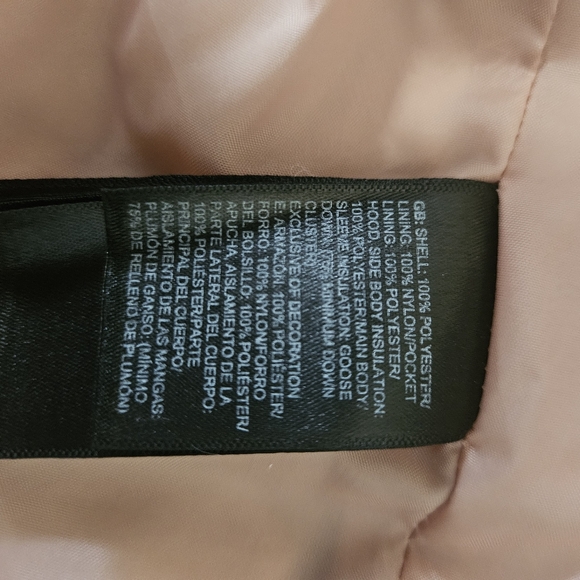 GB: SHELL: 100% POLYESTER/
LINING: 100% NYLON/POCKET
LINING: 100% POLYESTER/
HOOD, SIDE BODY INSULATION:
100% POLYESTER/MAIN BODY/
SLEEVE INSULATION: GOOSE
DOWN, (75% MINIMUM DOWN
CLUSTER)
EXCLUSIVE OF DECORATION
E: ARMAZÓN: 100% POLIÉSTER/
FORRO: 100% NYLON/FORRO
DEL BOLSILLO: 100% POLIÉSTER/
APUCHA, AISLAMIENTO DE LA
PARTE LATERAL DEL CUERPO:
100% POLIÉSTER/PARTE
PRINCIPAL DEL CUERPO/
AISLAMIENTO DE LAS MANGAS:
PLUMÓN DE GANSO, (MÍNIMO
75% DE RELLENO DE PLUMÓN)